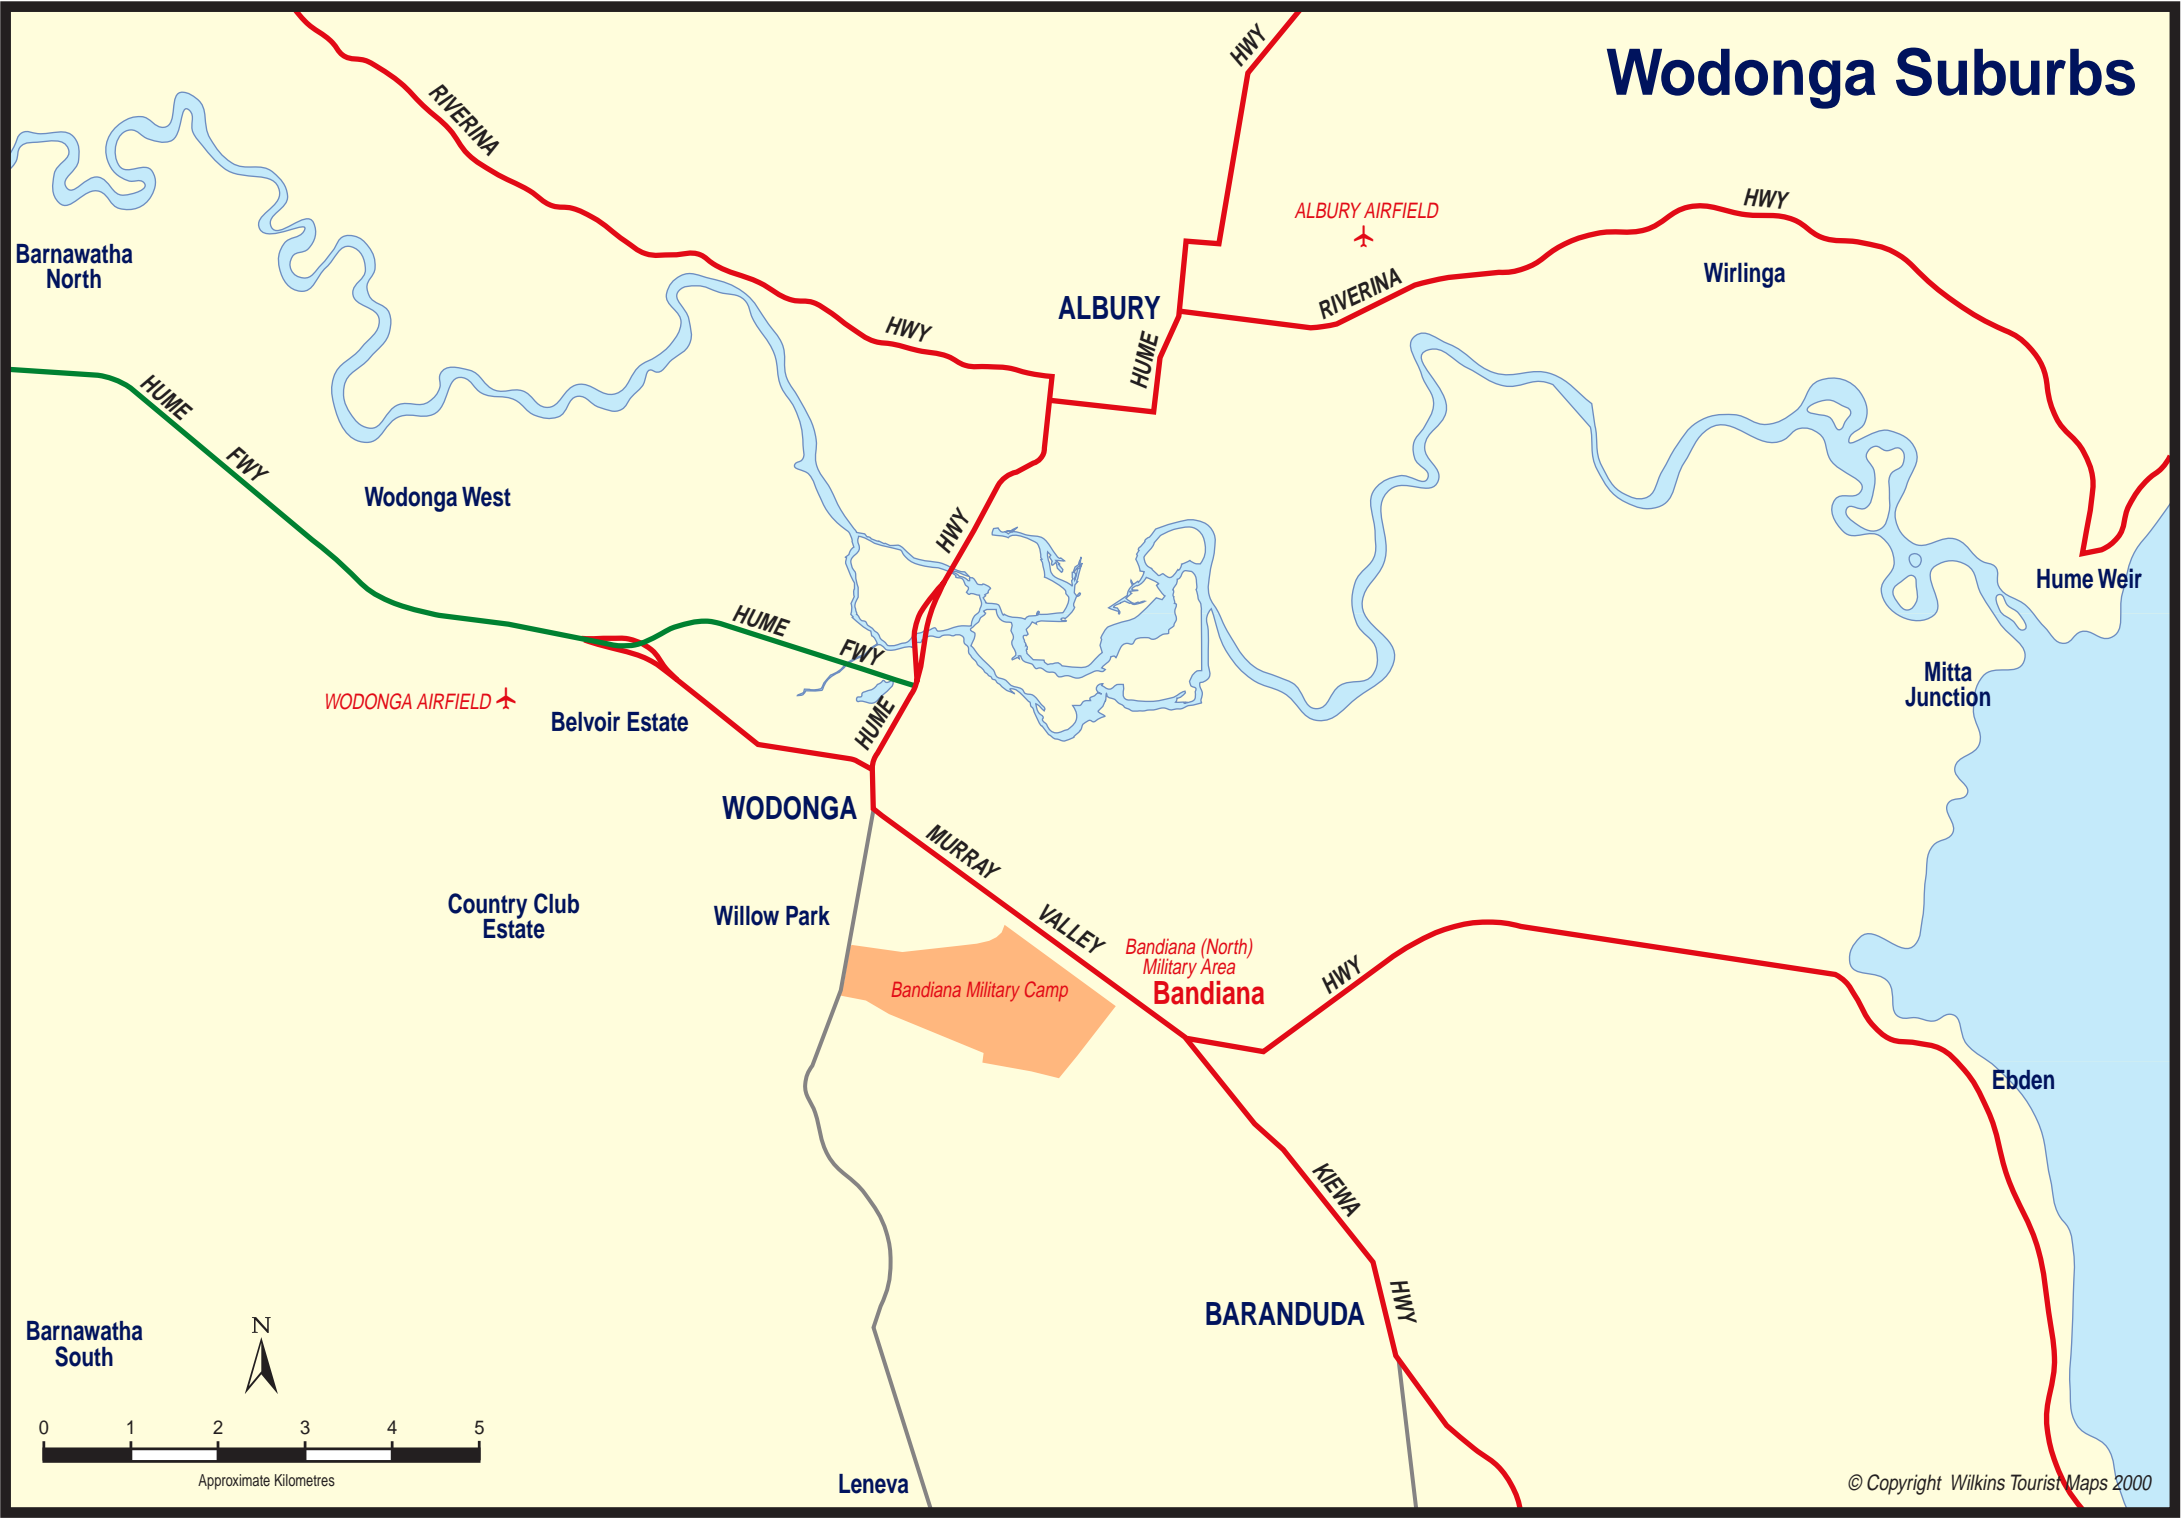 Wodonga Suburbs
HWY
RIVERINA
HWY
ALBURY AIRFIELD
Barnawatha
North
Wirlinga
RIVERINA
ALBURY
HWY
HUME
HUME
FWY
Wodonga West
HWY
Hume Weir
HUME
FWY
Mitta
Junction
WODONGA AIRFIELD
Belvoir Estate
HUME
WODONGA
MURRAY
VALLEY
Country Club
Estate
Willow Park
Bandiana (North)
Military Area
Bandiana
HWY
Bandiana Military Camp
Ebden
KIEWA
HWY
BARANDUDA
Barnawatha
South
N
0 1 2 3 4 5
Approximate Kilometres
Leneva
© Copyright Wilkins Tourist Maps 2000